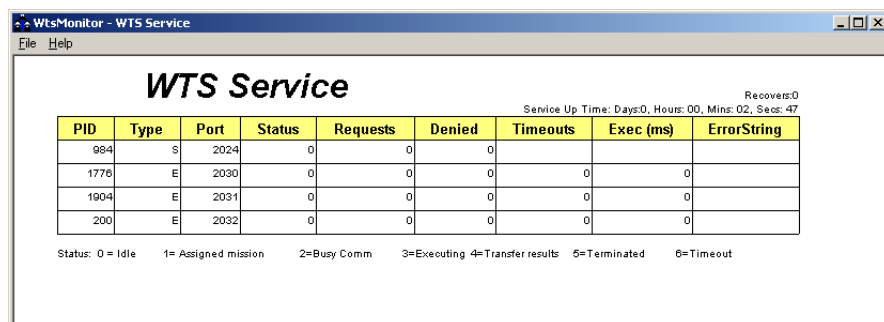 WtsMonitor - WTS Service
File Help
WTS Service
Recovers:0
Service Up Time: Days:0, Hours: 00, Mins: 02, Secs: 47
PID Type Port Status Requests Denied Timeouts Exec (ms) ErrorString
984 S 2024 0 0 0
1776 E 2030 0 0 0 0 0
1904 E 2031 0 0 0 0 0
200 E 2032 0 0 0 0 0
Status: 0 = Idle 1= Assigned mission 2=Busy Comm 3=Executing 4=Transfer results 5=Terminated 6=Timeout